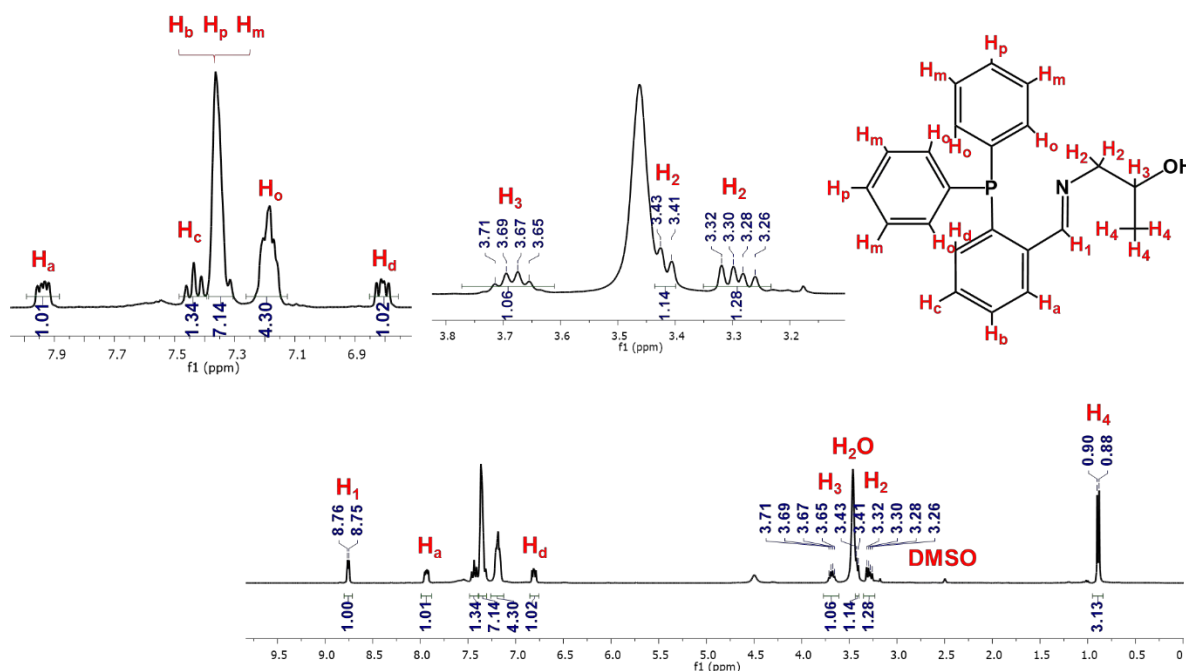 Hb Hp Hm
Ha
Hc
Ho
Hd
1.01
1.34
7.14
4.30
1.02
7.9 7.7 7.5 7.3 7.1 6.9
f1 (ppm)
H3
H2
H2
3.71
3.69
3.67
3.65
3.43
3.41
3.32
3.30
3.28
3.26
1.06
1.14
1.28
3.8 3.7 3.6 3.5 3.4 3.3 3.2
f1 (ppm)
Hp
Hm Hm
Ho Ho
Hm Ho
Hp P
Hm Ho
H2 H2
N H3 OH
H4 H4
H4
Hd H1
Hc Ha
Hb
H1
8.76
8.75
Ha
Hd
H2O
H3 H2
3.71
3.69
3.67
3.65
3.43
3.41
3.32
3.30
3.28
3.26
DMSO
H4
0.90
0.88
1.00
1.01
1.34
7.14
4.30
1.02
1.06
1.14
1.28
3.13
9.5 9.0 8.5 8.0 7.5 7.0 6.5 6.0 5.5 5.0 4.5 4.0 3.5 3.0 2.5 2.0 1.5 1.0 0.5 0.
f1 (ppm)